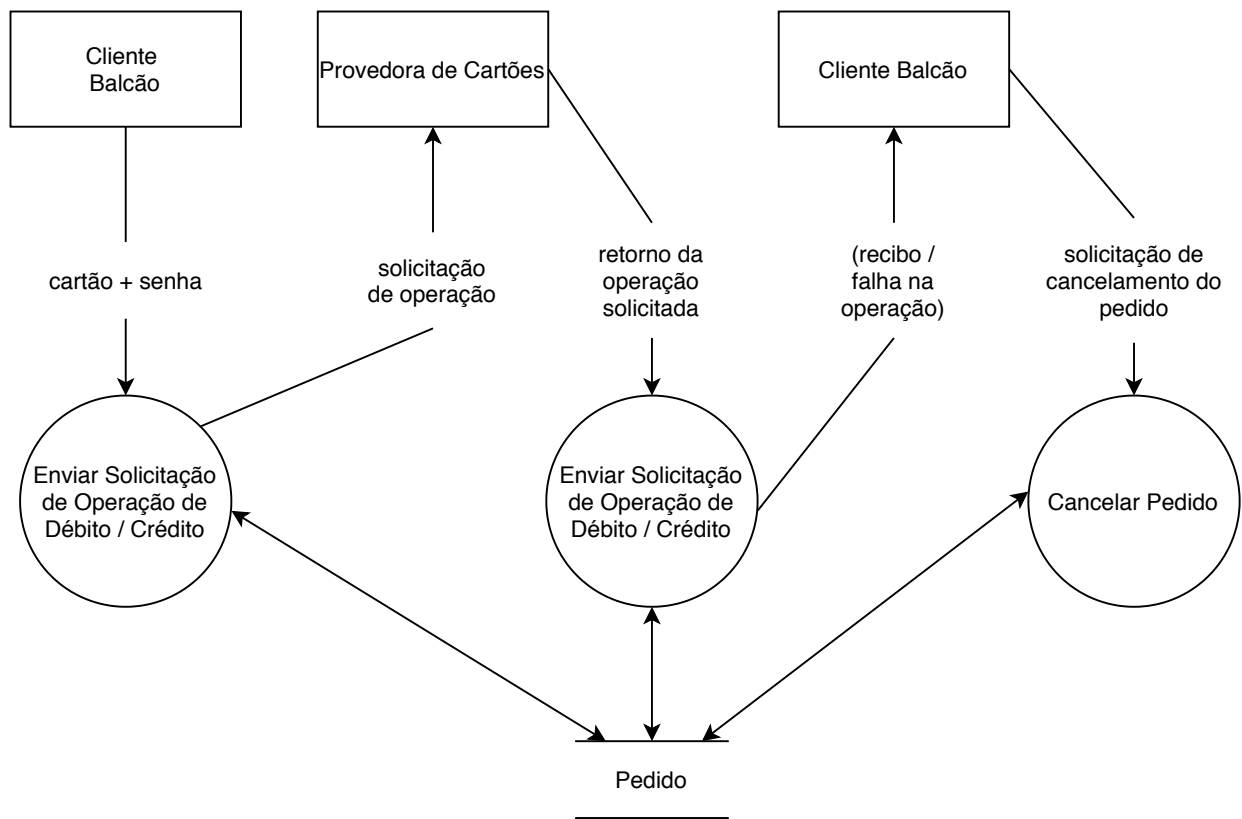 Cliente
Balcão
Provedora de Cartões
Cliente Balcão
cartão + senha
solicitação
de operação
retorno da
operação
solicitada
(recibo /
falha na
operação)
solicitação de
cancelamento do
pedido
Enviar Solicitação
de Operação de
Débito / Crédito
Enviar Solicitação
de Operação de
Débito / Crédito
Cancelar Pedido
Pedido